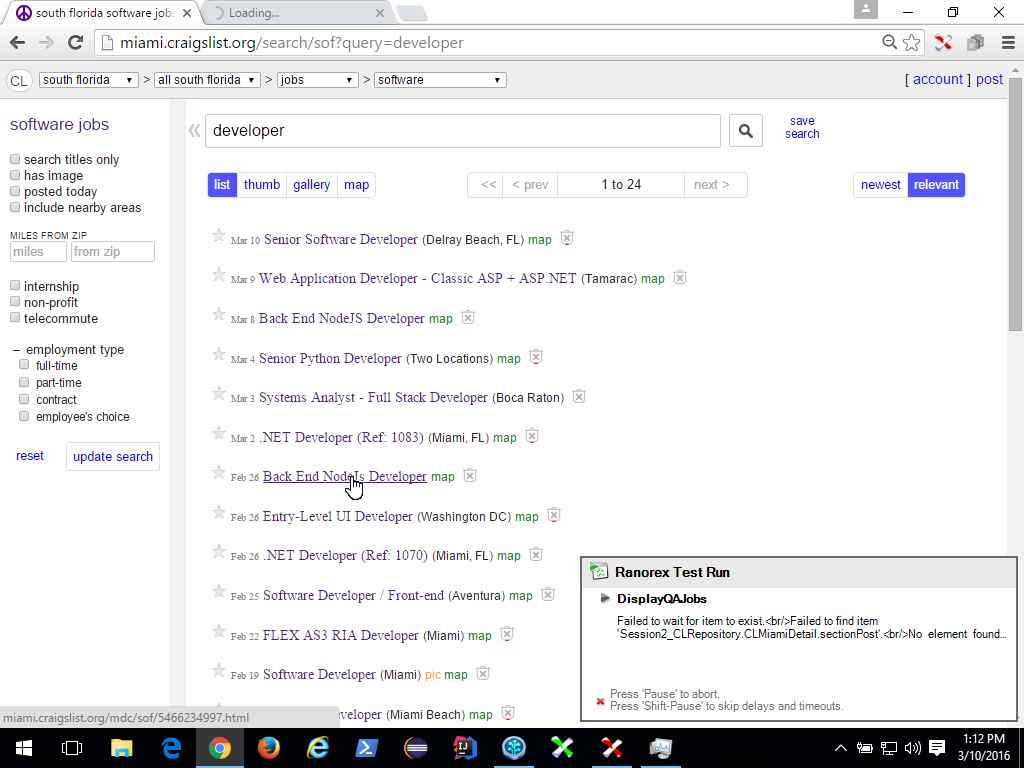 south florida software jobs
Loading...
miami.craigslist.org/search/sof?query=developer
CL
south florida > all south florida > jobs > software
[ account ] post
software jobs
search titles only
has image
posted today
include nearby areas
MILES FROM ZIP
miles
from zip
internship
non-profit
telecommute
– employment type
full-time
part-time
contract
employee's choice
reset
update search
«
developer
save
search
list thumb gallery map
<< < prev 1 to 24 next >
newest relevant
Mar 10 Senior Software Developer (Delray Beach, FL) map
Mar 9 Web Application Developer - Classic ASP + ASP.NET (Tamarac) map
Mar 8 Back End NodeJS Developer map
Mar 4 Senior Python Developer (Two Locations) map
Mar 3 Systems Analyst - Full Stack Developer (Boca Raton)
Mar 2 .NET Developer (Ref: 1083) (Miami, FL) map
Feb 26 Back End NodeJs Developer map
Feb 26 Entry-Level UI Developer (Washington DC) map
Feb 26 .NET Developer (Ref: 1070) (Miami, FL) map
Feb 25 Software Developer / Front-end (Aventura) map
Feb 22 FLEX AS3 RIA Developer (Miami) map
Feb 19 Software Developer (Miami) pic map
veloper (Miami Beach) map
miami.craigslist.org/mdc/sof/5466234997.html
Ranorex Test Run
DisplayQAJobs
Failed to wait for item to exist.<br/>Failed to find item
'Session2_CLRepository.CLMiamiDetail.sectionPost'.<br/>No element found...
Press 'Pause' to abort.
Press 'Shift-Pause' to skip delays and timeouts.
1:12 PM
3/10/2016